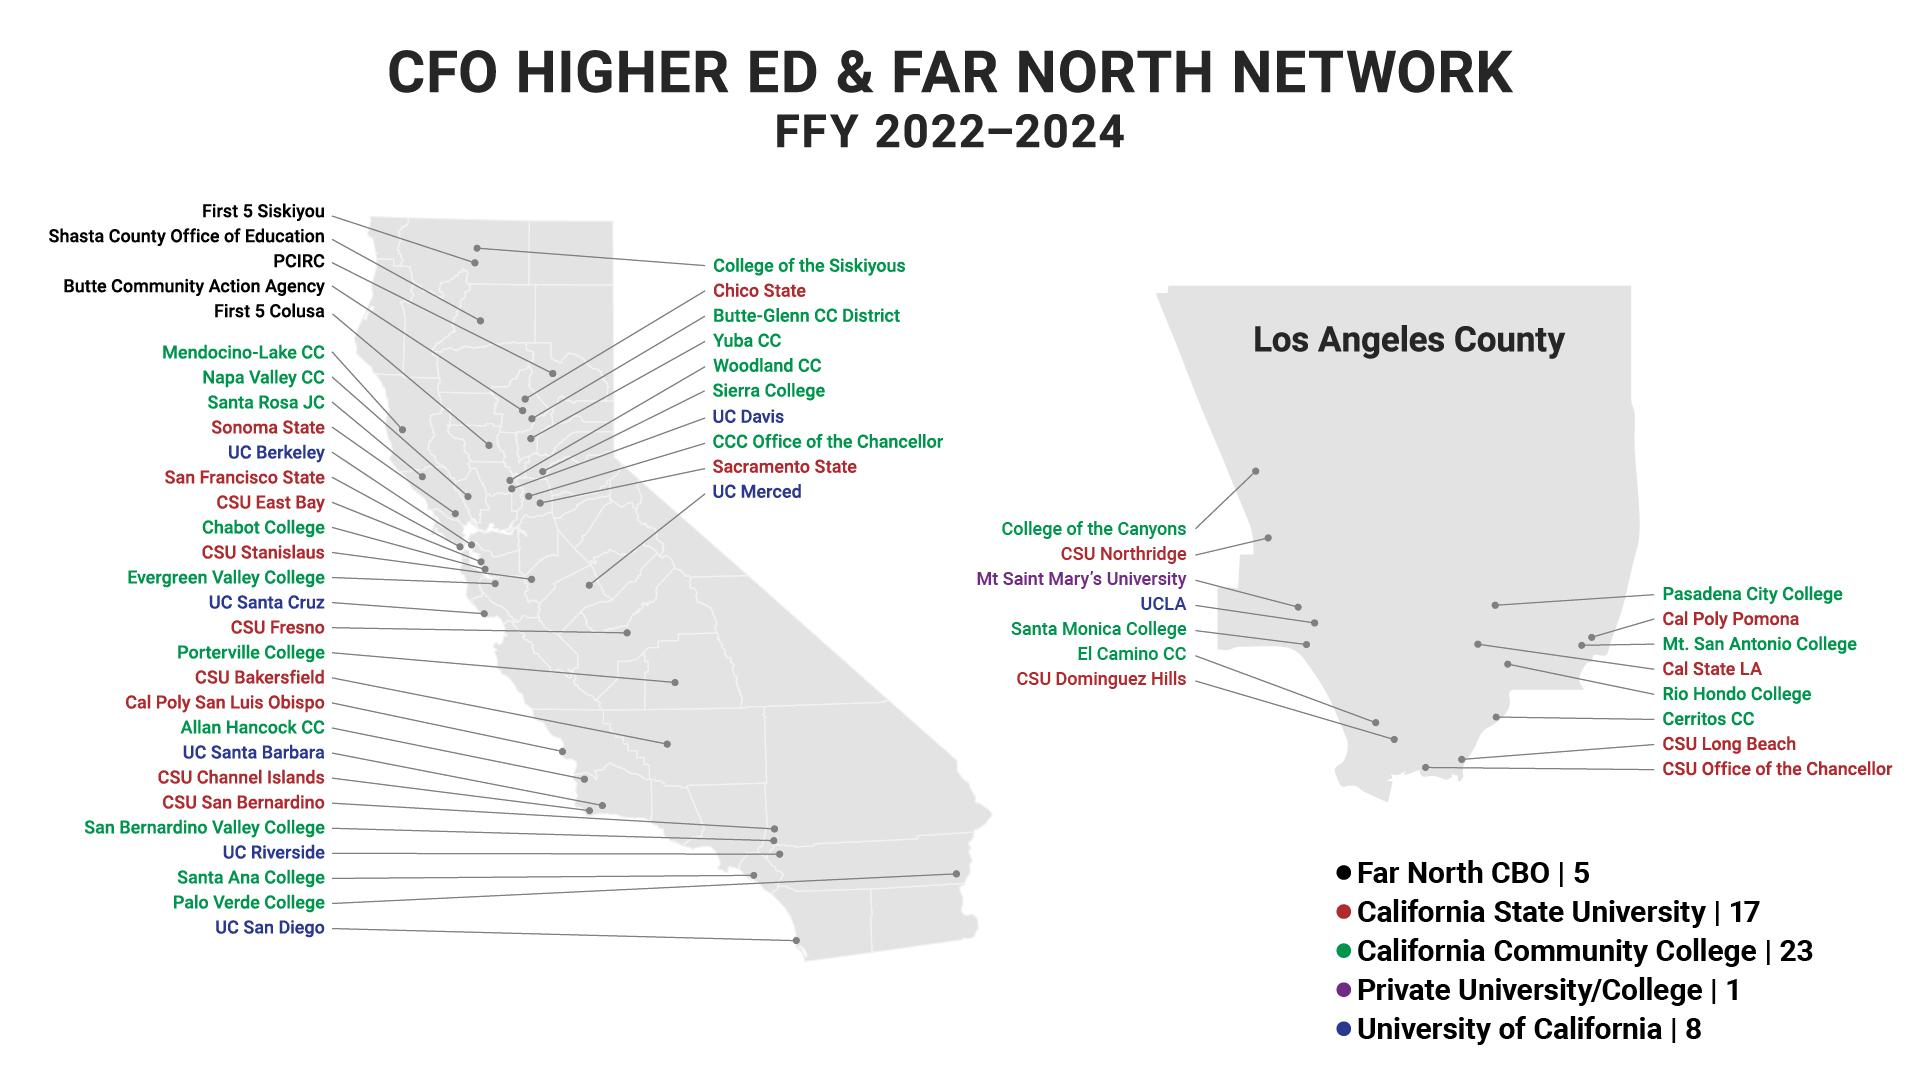 CFO HIGHER ED & FAR NORTH NETWORK
FFY 2022–2024
First 5 Siskiyou
Shasta County Office of Education
PCIRC
Butte Community Action Agency
First 5 Colusa
Mendocino-Lake CC
Napa Valley CC
Santa Rosa JC
Sonoma State
UC Berkeley
San Francisco State
CSU East Bay
Chabot College
CSU Stanislaus
Evergreen Valley College
UC Santa Cruz
CSU Fresno
Porterville College
CSU Bakersfield
Cal Poly San Luis Obispo
Allan Hancock CC
UC Santa Barbara
CSU Channel Islands
CSU San Bernardino
San Bernardino Valley College
UC Riverside
Santa Ana College
Palo Verde College
UC San Diego
College of the Siskiyous
Chico State
Butte-Glenn CC District
Yuba CC
Woodland CC
Sierra College
UC Davis
CCC Office of the Chancellor
Sacramento State
UC Merced
Los Angeles County
College of the Canyons
CSU Northridge
Mt Saint Mary’s University
UCLA
Santa Monica College
El Camino CC
CSU Dominguez Hills
Pasadena City College
Cal Poly Pomona
Mt. San Antonio College
Cal State LA
Rio Hondo College
Cerritos CC
CSU Long Beach
CSU Office of the Chancellor
Far North CBO | 5
California State University | 17
California Community College | 23
Private University/College | 1
University of California | 8